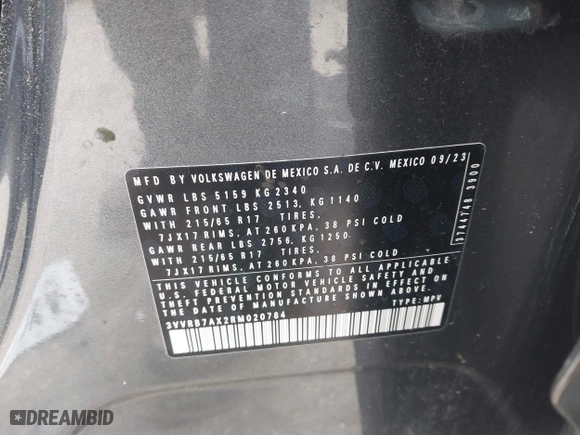 MFD BY VOLKSWAGEN DE MEXICO S.A. DE C.V. MEXICO 09/23
GVWR LBS 5159 KG 2340
GAWR FRONT LBS 2513, KG 1140
WITH 215/65 R17 TIRES.
7JX17 RIMS, AT 260 KPA. 38 PSI COLD
GAWR REAR LBS 2756, KG 1250
WITH 215/65 R17 TIRES.
7JX17 RIMS, AT 260 KPA. 38 PSI COLD
THIS VEHICLE CONFORMS TO ALL APPLICABLE
U.S. FEDERAL MOTOR VEHICLE SAFETY AND
THEFT PREVENTION STANDARDS IN EFFECT ON
THE DATE OF MANUFACTURE SHOWN ABOVE.
3VVRB7AX2RM020784 TYPE: MPV
3744748 3900
DREAMBID